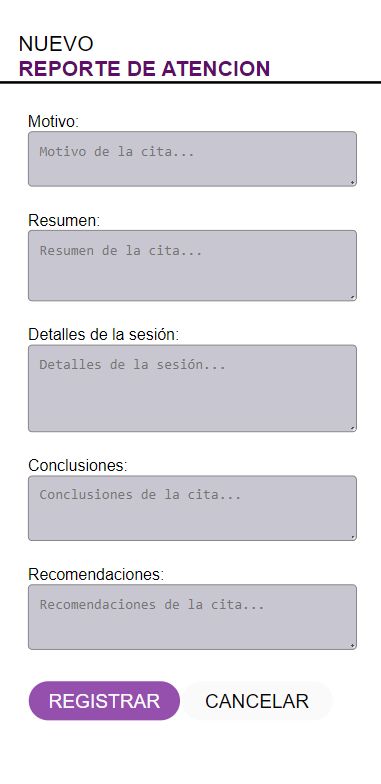 NUEVO
REPORTE DE ATENCION
Motivo:
Motivo de la cita...
Resumen:
Resumen de la cita...
Detalles de la sesión:
Detalles de la sesión...
Conclusiones:
Conclusiones de la cita...
Recomendaciones:
Recomendaciones de la cita...
REGISTRAR CANCELAR